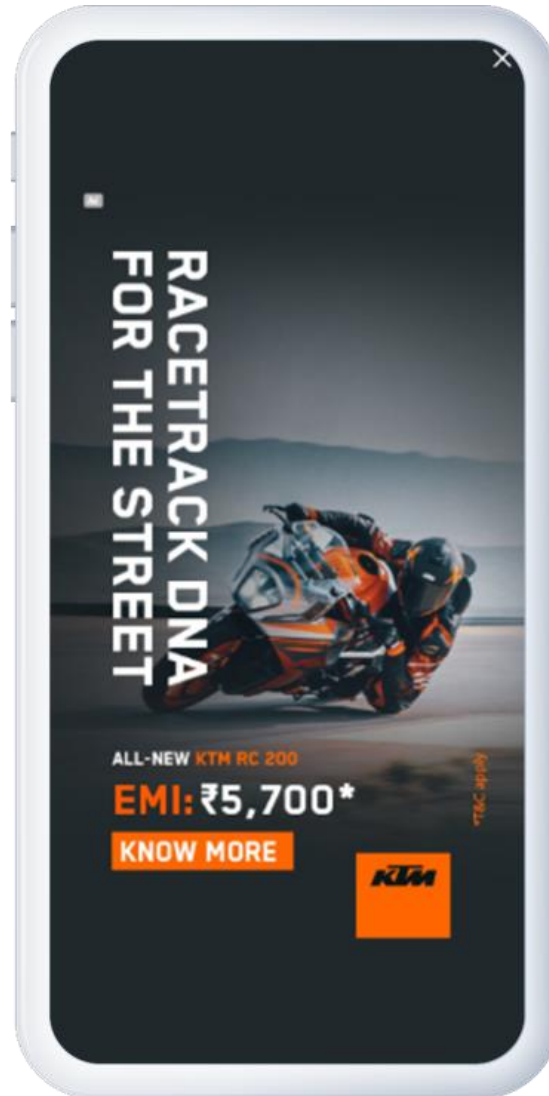 RACETRACK DNA
FOR THE STREET
ALL-NEW KTM RC 200
EMI: ₹5,700*
KNOW MORE
*T&C apply
KTM